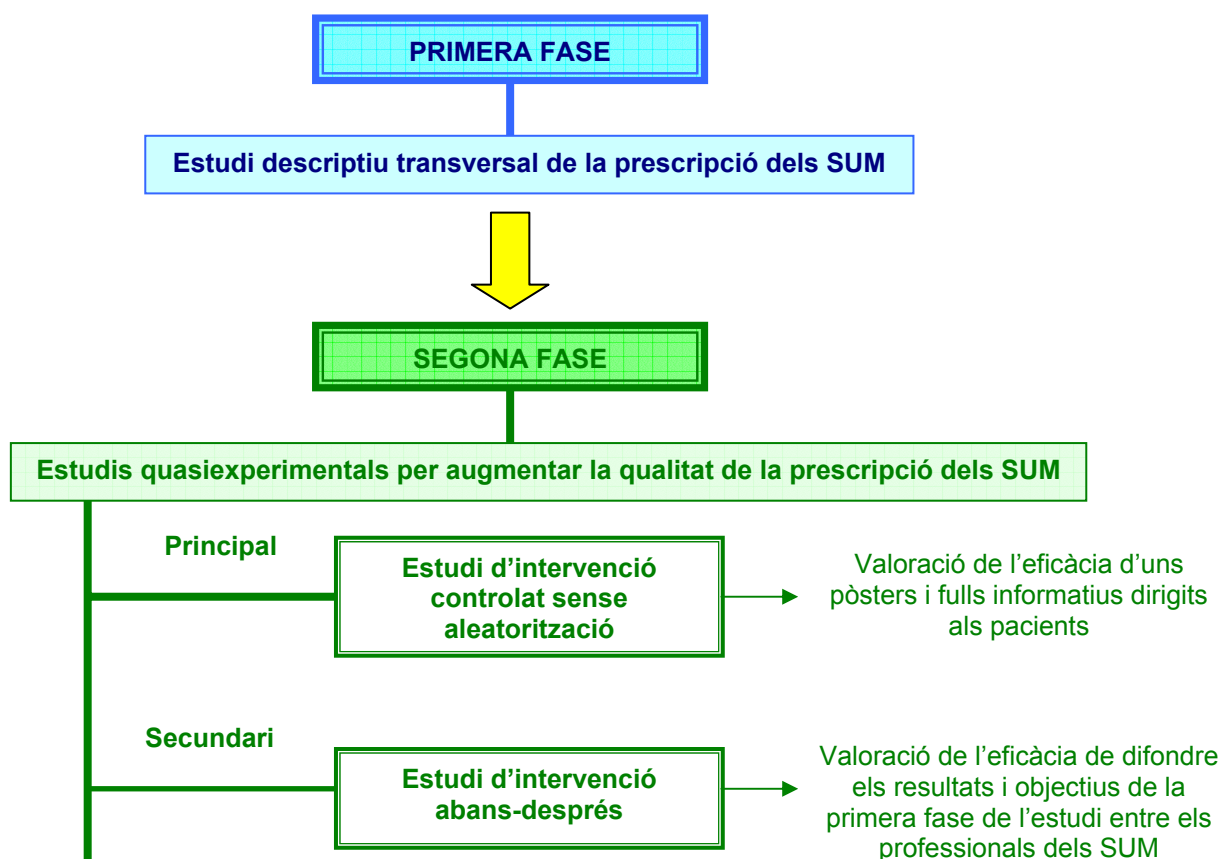 PRIMERA FASE
Estudi descriptiu transversal de la prescripció dels SUM
SEGONA FASE
Estudis quasiexperimentals per augmentar la qualitat de la prescripció dels SUM
Principal
Estudi d’intervenció
controlat sense
aleatorització
Valoració de l’eficàcia d’uns
pòsters i fulls informatius dirigits
als pacients
Secundari
Estudi d’intervenció
abans-després
Valoració de l’eficàcia de difondre
els resultats i objectius de la
primera fase de l’estudi entre els
professionals dels SUM